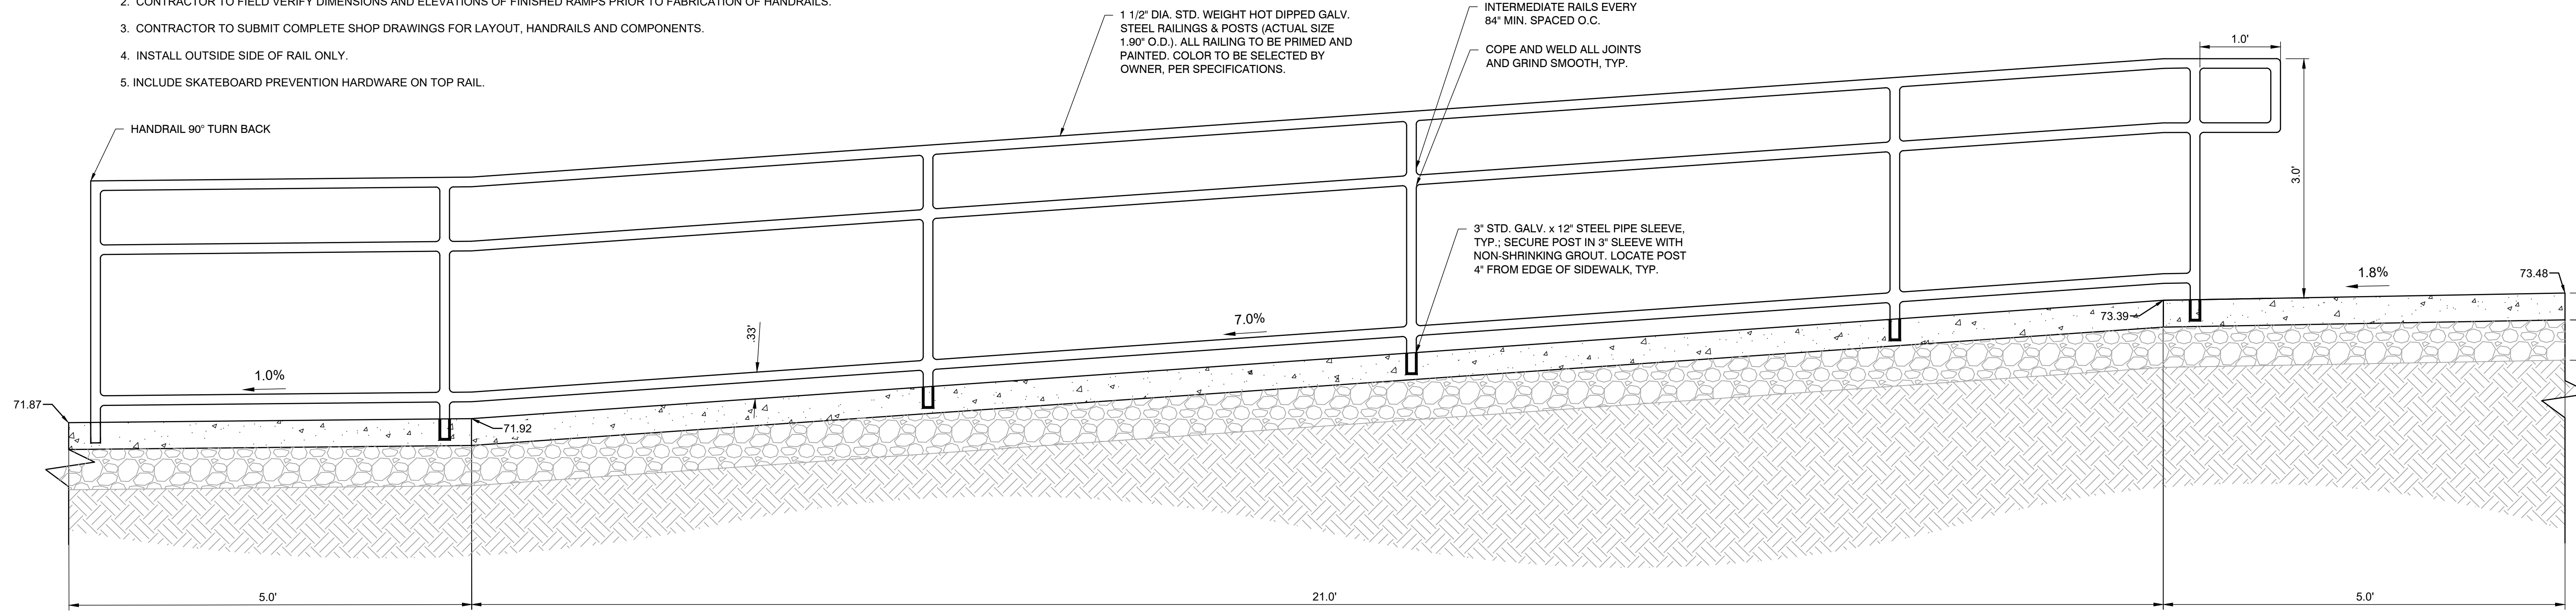 2. CONTRACTOR TO FIELD VERIFY DIMENSIONS AND ELEVATIONS OF FINISHED RAMPS PRIOR TO FABRICATION OF HANDRAILS.
3. CONTRACTOR TO SUBMIT COMPLETE SHOP DRAWINGS FOR LAYOUT, HANDRAILS AND COMPONENTS.
4. INSTALL OUTSIDE SIDE OF RAIL ONLY.
5. INCLUDE SKATEBOARD PREVENTION HARDWARE ON TOP RAIL.
HANDRAIL 90° TURN BACK
1 1/2" DIA. STD. WEIGHT HOT DIPPED GALV.
STEEL RAILINGS & POSTS (ACTUAL SIZE
1.90" O.D.). ALL RAILING TO BE PRIMED AND
PAINTED. COLOR TO BE SELECTED BY
OWNER, PER SPECIFICATIONS.
INTERMEDIATE RAILS EVERY
84" MIN. SPACED O.C.
COPE AND WELD ALL JOINTS
AND GRIND SMOOTH, TYP.
1.0'
3.0'
3" STD. GALV. x 12" STEEL PIPE SLEEVE,
TYP.; SECURE POST IN 3" SLEEVE WITH
NON-SHRINKING GROUT. LOCATE POST
4" FROM EDGE OF SIDEWALK, TYP.
1.8%
73.48
73.39
7.0%
.33'
1.0%
71.87
71.92
5.0'
21.0'
5.0'